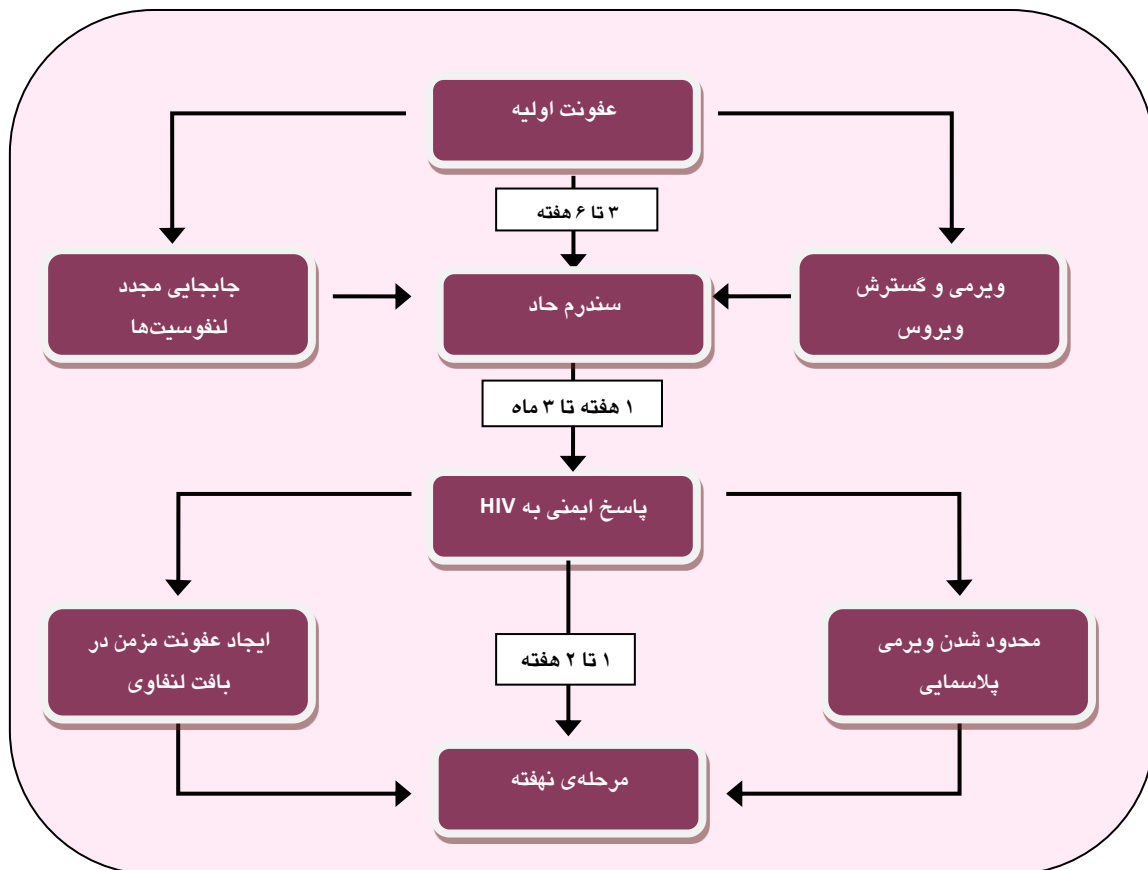 عفونت اولیه
۳ تا ۶ هفته
ویرمی و گسترش
ویروس
سندرم حاد
جابجایی مجدد
لنفوسیت‌ها
۱ هفته تا ۳ ماه
پاسخ ایمنی به HIV
محدود شدن ویرمی
پلاسمایی
۱ تا ۲ هفته
ایجاد عفونت مزمن در
بافت لنفاوی
مرحله‌ی نهفته